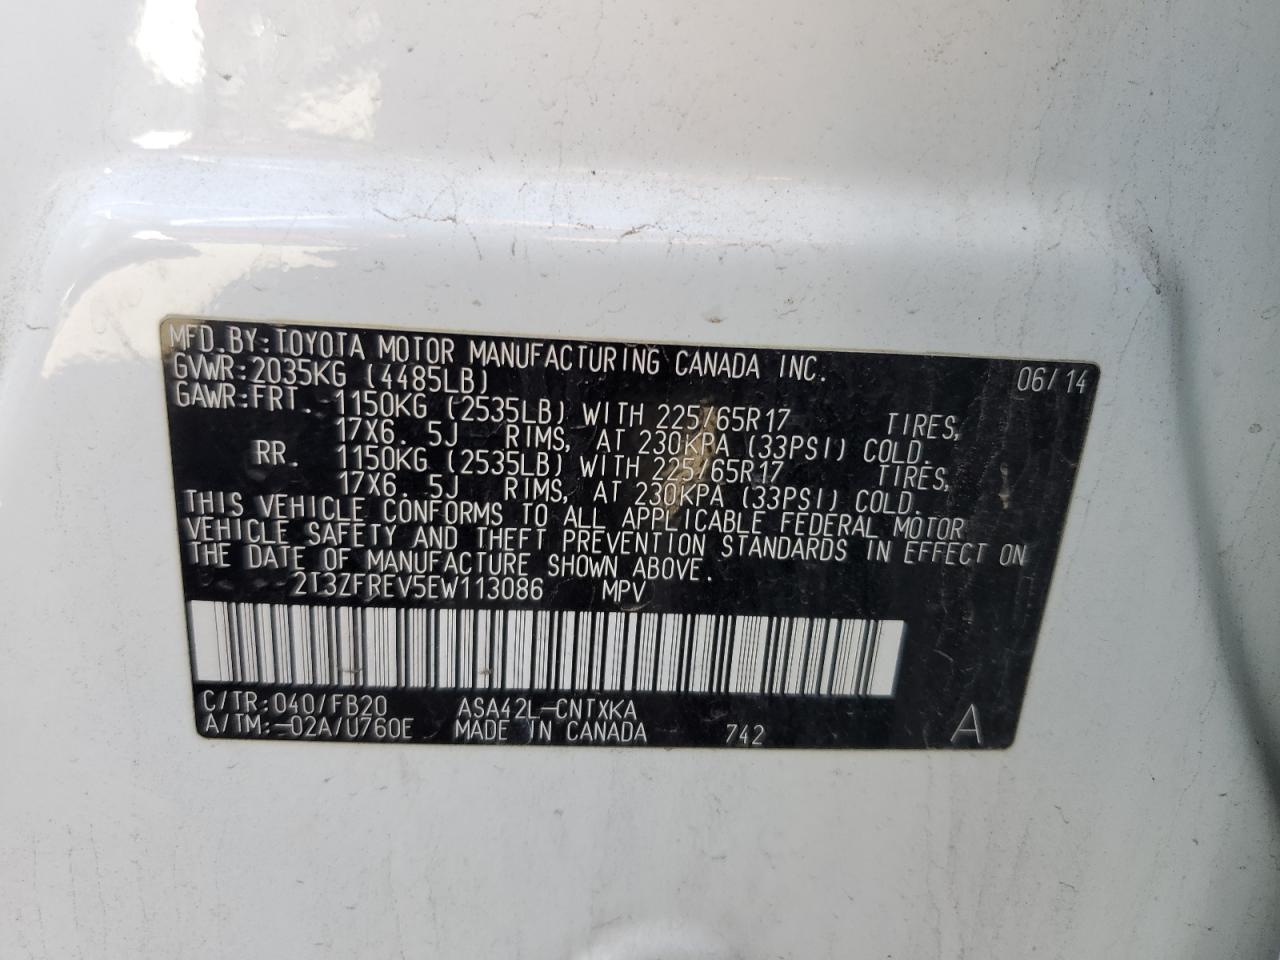 MFD. BY: TOYOTA MOTOR MANUFACTURING CANADA INC.
GVWR: 2035KG (4485LB) 06/14
GAWR: FRT. 1150KG (2535LB) WITH 225/65R17 TIRES,
17X6.5J RIMS, AT 230KPA (33PSI) COLD.
RR. 1150KG (2535LB) WITH 225/65R17 TIRES,
17X6.5J RIMS, AT 230KPA (33PSI) COLD.
THIS VEHICLE CONFORMS TO ALL APPLICABLE FEDERAL MOTOR
VEHICLE SAFETY AND THEFT PREVENTION STANDARDS IN EFFECT ON
THE DATE OF MANUFACTURE SHOWN ABOVE.
2T3ZFREV5EW113086 MPV
C/TR: 040/FB20 ASA42L-CNTXKA
A/TM: -02A/U760E MADE IN CANADA 742 A